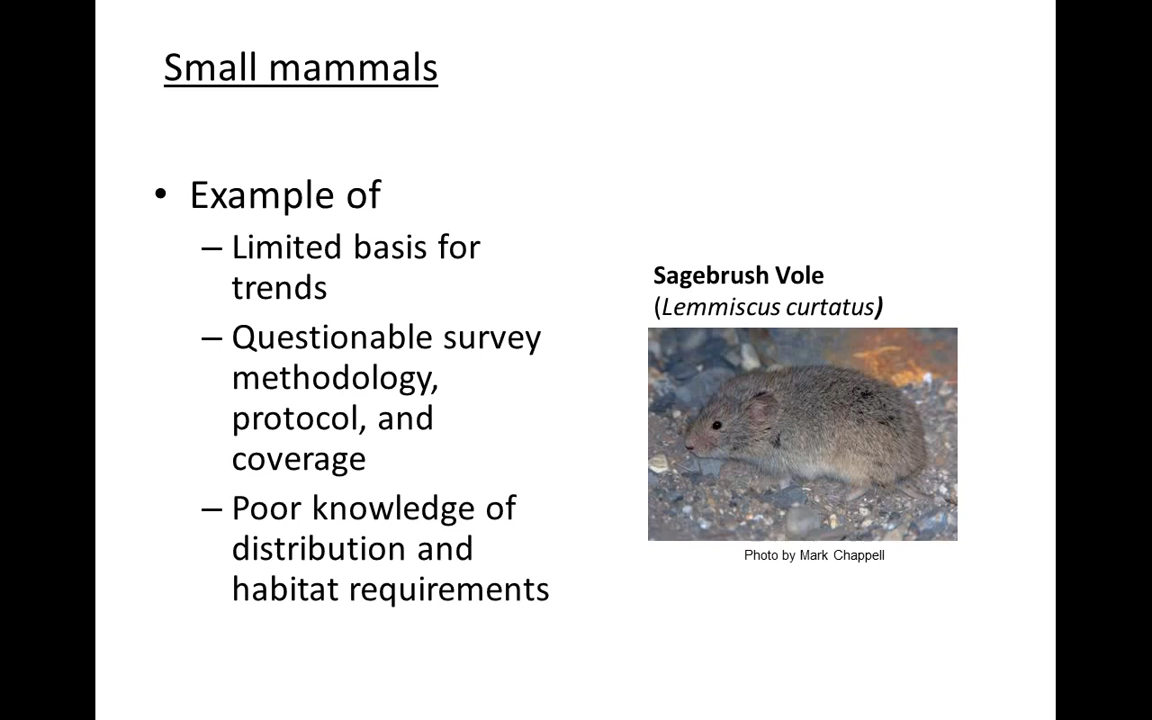 Small mammals
• Example of
– Limited basis for
trends
– Questionable survey
methodology,
protocol, and
coverage
– Poor knowledge of
distribution and
habitat requirements
Sagebrush Vole
(Lemmiscus curtatus)
Photo by Mark Chappell